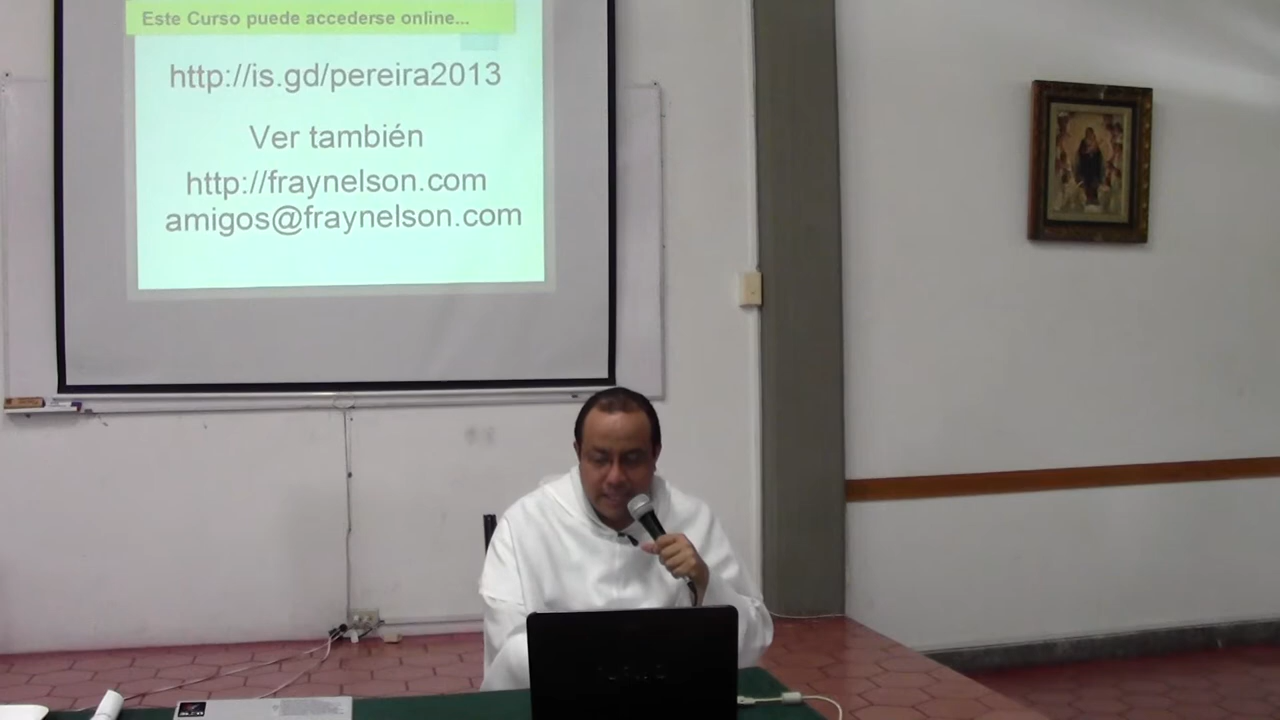 Este Curso puede accederse online...
http://is.gd/pereira2013
Ver también
http://fraynelson.com
amigos@fraynelson.com